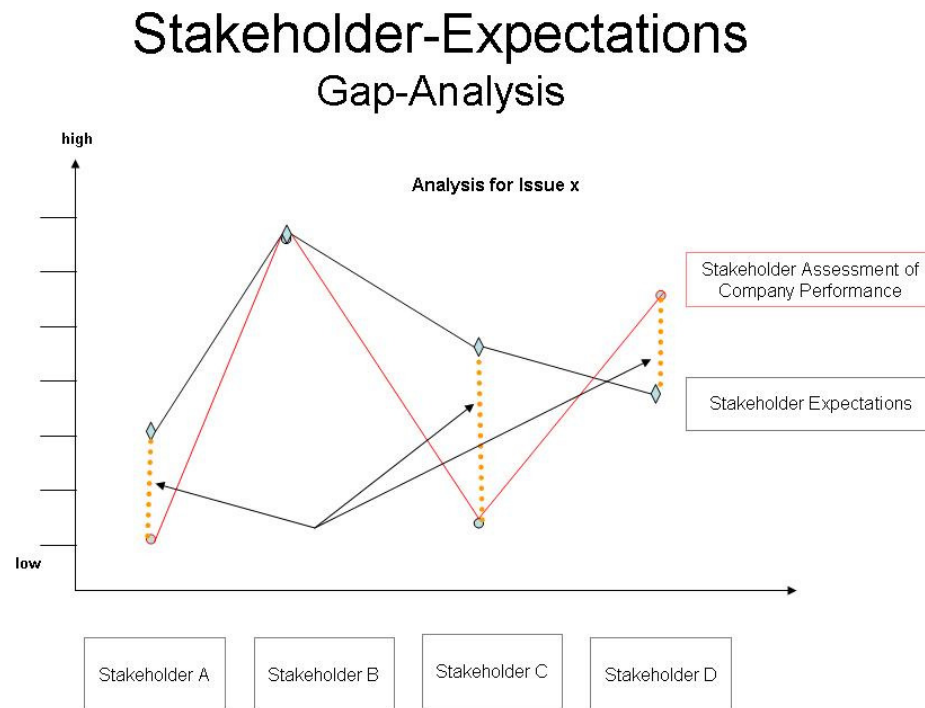 Stakeholder-Expectations
Gap-Analysis
high
Analysis for Issue x
Stakeholder Assessment of
Company Performance
Stakeholder Expectations
low
Stakeholder A
Stakeholder B
Stakeholder C
Stakeholder D